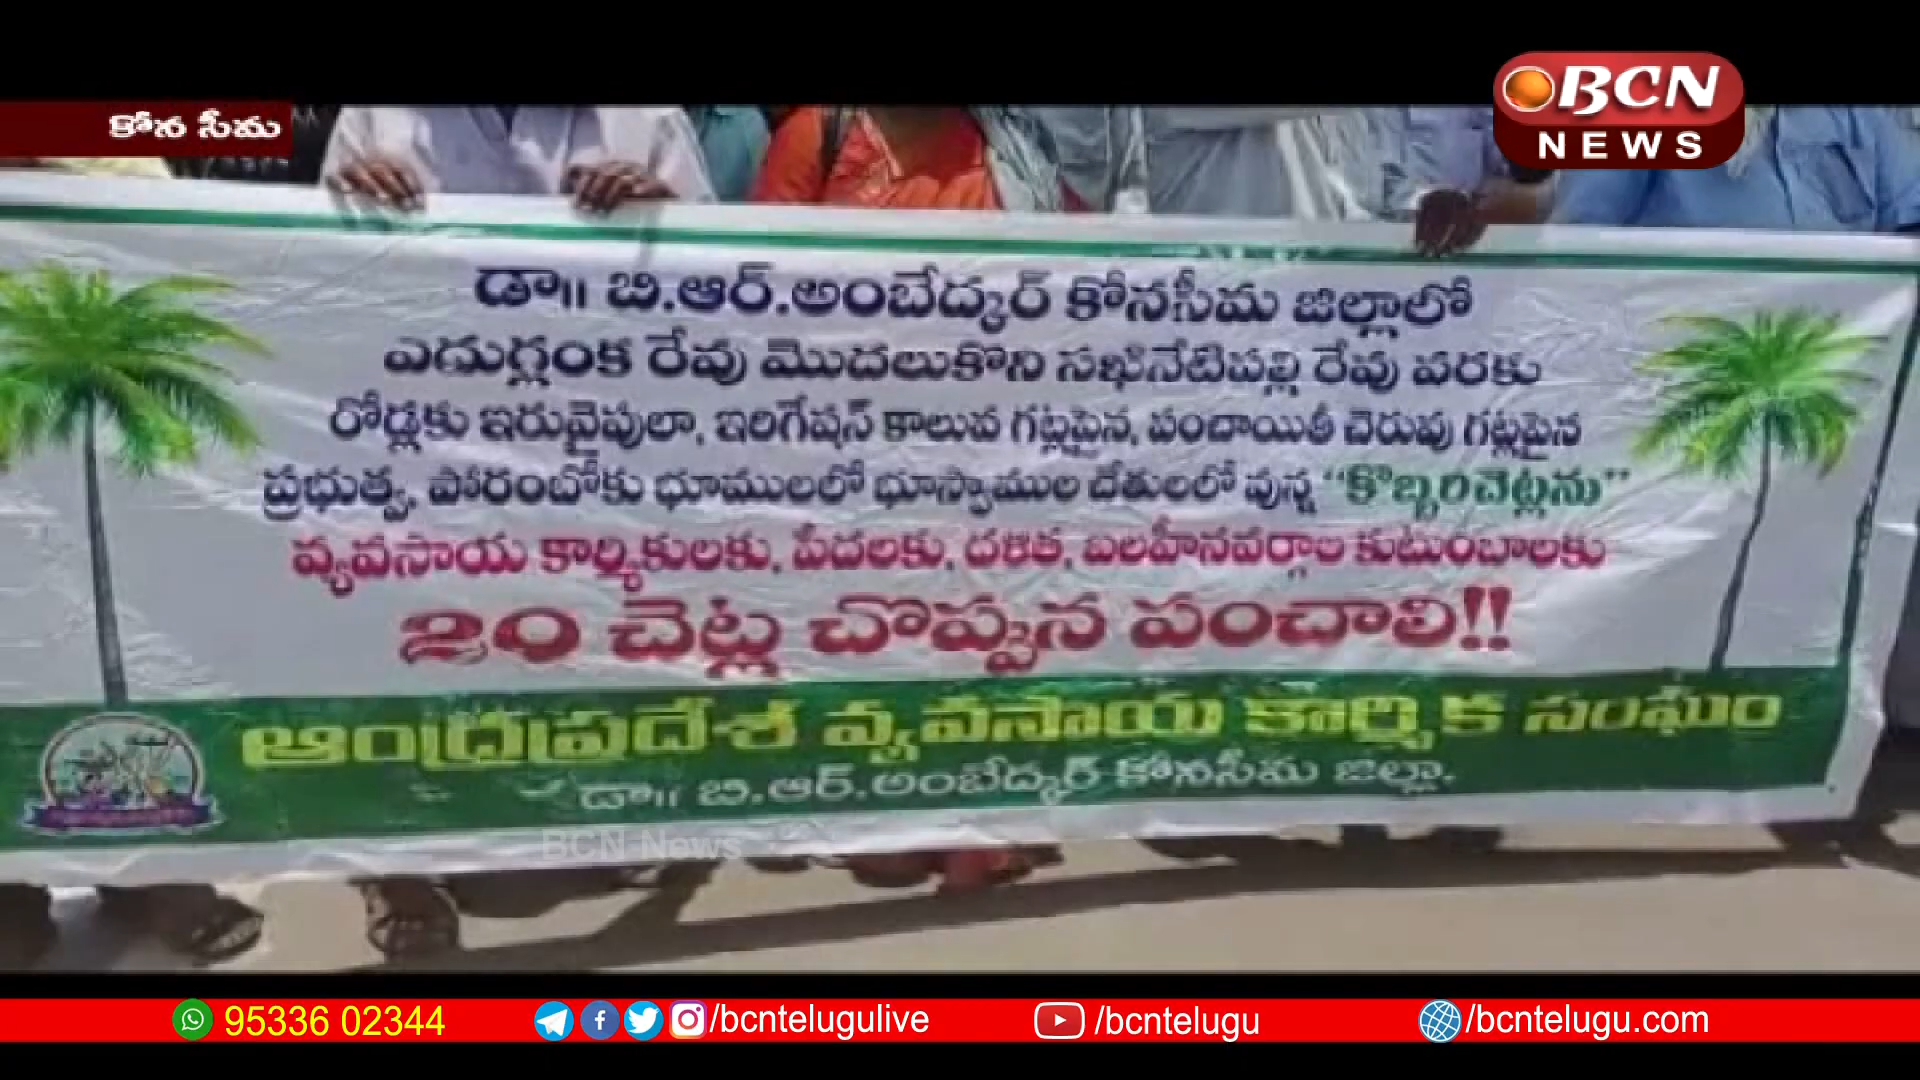 BCN
NEWS
కోన సీమ
డా॥ బి.ఆర్.అంబేద్కర్ కోనసీమ జిల్లాలో
ఎదుర్లంక రేవు మొదలుకొని సఖినేటిపల్లి రేవు వరకు
రోడ్లకు ఇరువైపులా, ఇరిగేషన్ కాలువ గట్లపైన, పంచాయితీ చెరువు గట్లపైన
ప్రభుత్వ, పోరంబోకు భూములలో భూస్వాముల చేతులలో వున్న "కొబ్బరిచెట్లను"
వ్యవసాయ కార్మికులకు, పేదలకు, దళిత, బలహీనవర్గాల కుటుంబాలకు
20 చెట్ల చొప్పున పంచాలి!!
ఆంధ్రప్రదేశ్ వ్యవసాయ కార్మిక సంఘం
డా॥ బి.ఆర్.అంబేద్కర్ కోనసీమ జిల్లా.
BCN News
95336 02344 /bcntelugulive /bcntelugu /bcntelugu.com